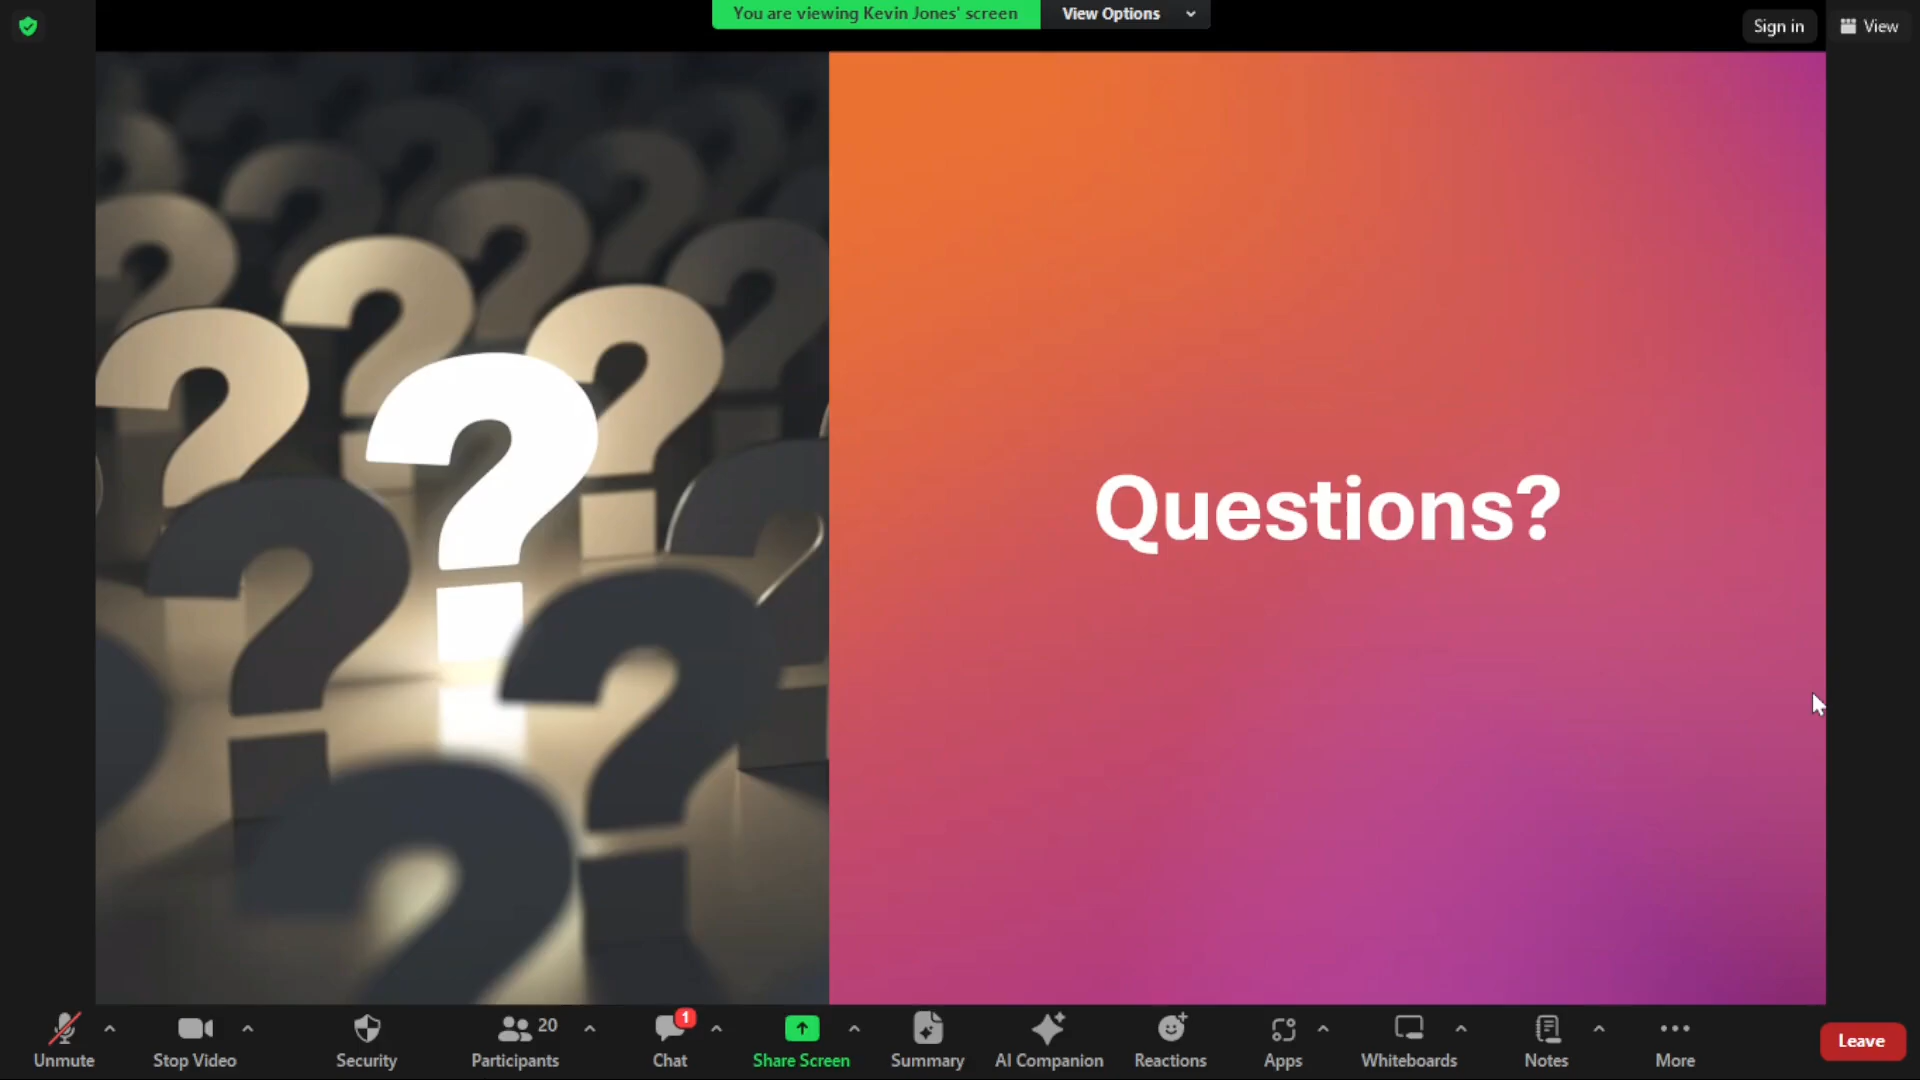 You are viewing Kevin Jones' screen
View Options
Sign in
View
Questions?
20
1
Unmute
Stop Video
Security
Participants
Chat
Share Screen
Summary
AI Companion
Reactions
Apps
Whiteboards
Notes
More
Leave